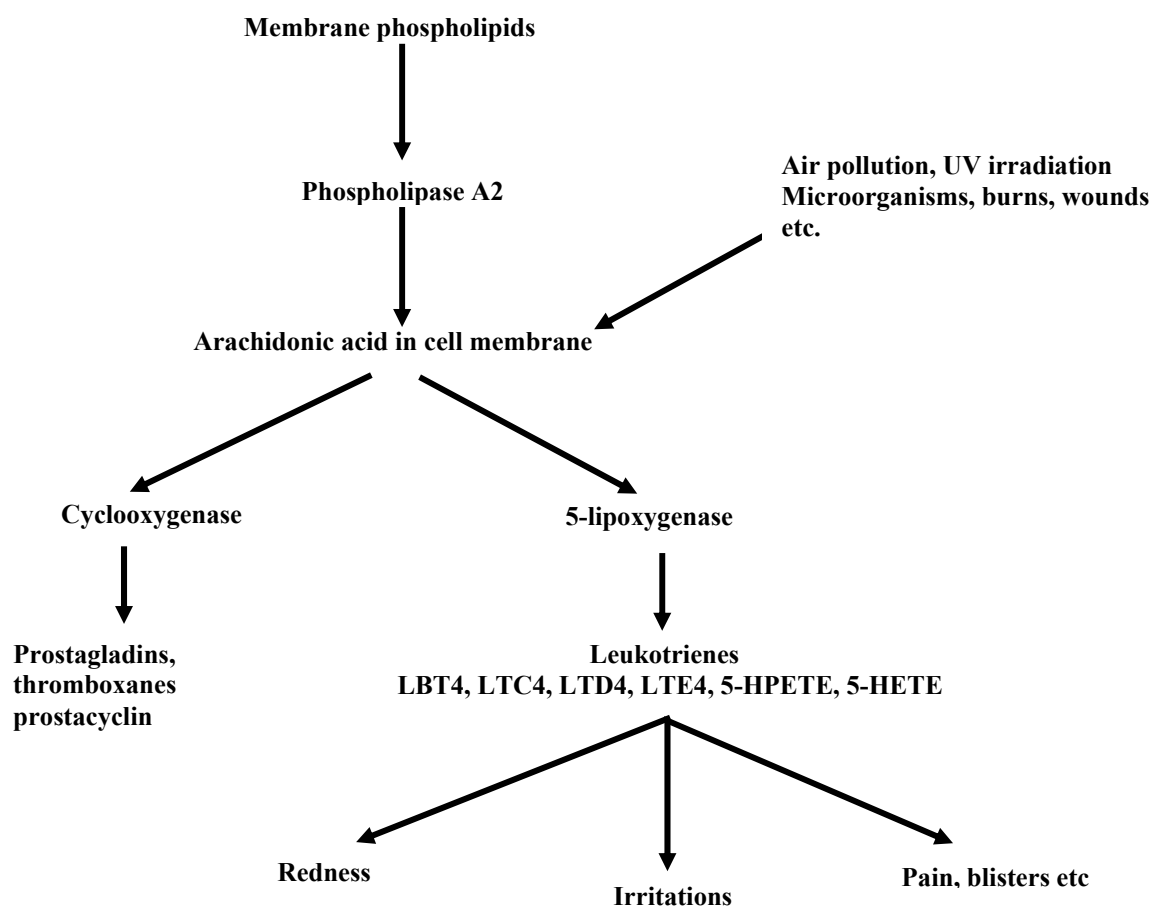 Membrane phospholipids
Phospholipase A2
Air pollution, UV irradiation
Microorganisms, burns, wounds
etc.
Arachidonic acid in cell membrane
Cyclooxygenase
5-lipoxygenase
Prostagladins,
thromboxanes
prostacyclin
Leukotrienes
LBT4, LTC4, LTD4, LTE4, 5-HPETE, 5-HETE
Redness
Irritations
Pain, blisters etc